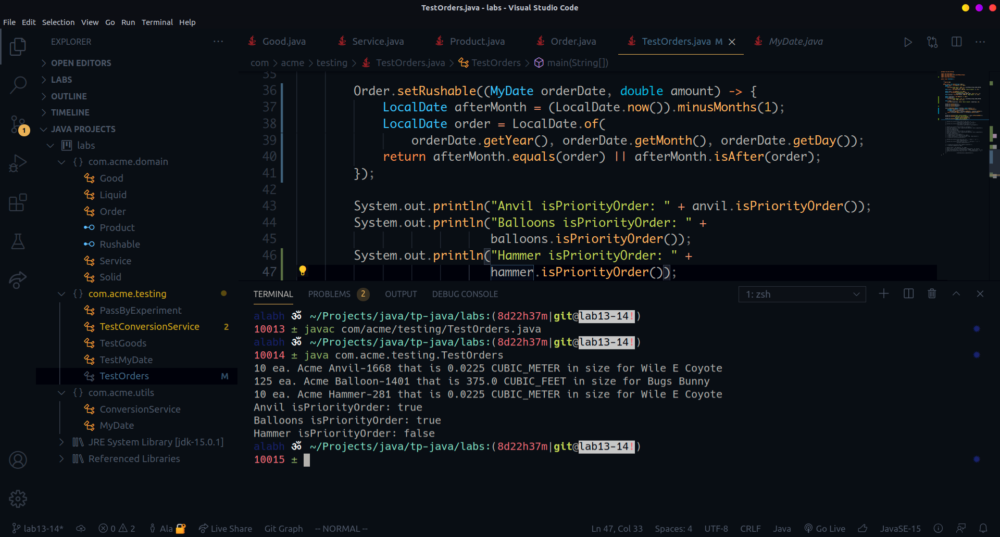 TestOrders.java - labs - Visual Studio Code
File Edit Selection View Go Run Terminal Help
EXPLORER
OPEN EDITORS
LABS
OUTLINE
TIMELINE
JAVA PROJECTS
labs
com.acme.domain
Good
Liquid
Order
Product
Rushable
Service
Solid
com.acme.testing
PassByExperiment
TestConversionService 2
TestGoods
TestMyDate
TestOrders M
com.acme.utils
ConversionService
MyDate
JRE System Library [jdk-15.0.1]
Referenced Libraries
1
Good.java Service.java Product.java Order.java TestOrders.java M MyDate.java
com > acme > testing > TestOrders.java > TestOrders > main(String[])
35
36 Order.setRushable((MyDate orderDate, double amount) -> {
37 LocalDate afterMonth = (LocalDate.now()).minusMonths(1);
38 LocalDate order = LocalDate.of(
39 orderDate.getYear(), orderDate.getMonth(), orderDate.getDay());
40 return afterMonth.equals(order) || afterMonth.isAfter(order);
41 });
42
43 System.out.println("Anvil isPriorityOrder: " + anvil.isPriorityOrder());
44 System.out.println("Balloons isPriorityOrder: " +
45 balloons.isPriorityOrder());
46 System.out.println("Hammer isPriorityOrder: " +
47 hammer.isPriorityOrder());
TERMINAL PROBLEMS 2 OUTPUT DEBUG CONSOLE 1: zsh
alabh ॐ ~/Projects/java/tp-java/labs:(8d22h37m|git@lab13-14!)
10013 ± javac com/acme/testing/TestOrders.java
alabh ॐ ~/Projects/java/tp-java/labs:(8d22h37m|git@lab13-14!)
10014 ± java com.acme.testing.TestOrders
10 ea. Acme Anvil-1668 that is 0.0225 CUBIC_METER in size for Wile E Coyote
125 ea. Acme Balloon-1401 that is 375.0 CUBIC_FEET in size for Bugs Bunny
10 ea. Acme Hammer-281 that is 0.0225 CUBIC_METER in size for Wile E Coyote
Anvil isPriorityOrder: true
Balloons isPriorityOrder: true
Hammer isPriorityOrder: false
alabh ॐ ~/Projects/java/tp-java/labs:(8d22h37m|git@lab13-14!)
10015 ±
lab13-14* 0 2 Ala Live Share Git Graph -- NORMAL -- Ln 47, Col 33 Spaces: 4 UTF-8 CRLF Java Go Live JavaSE-15